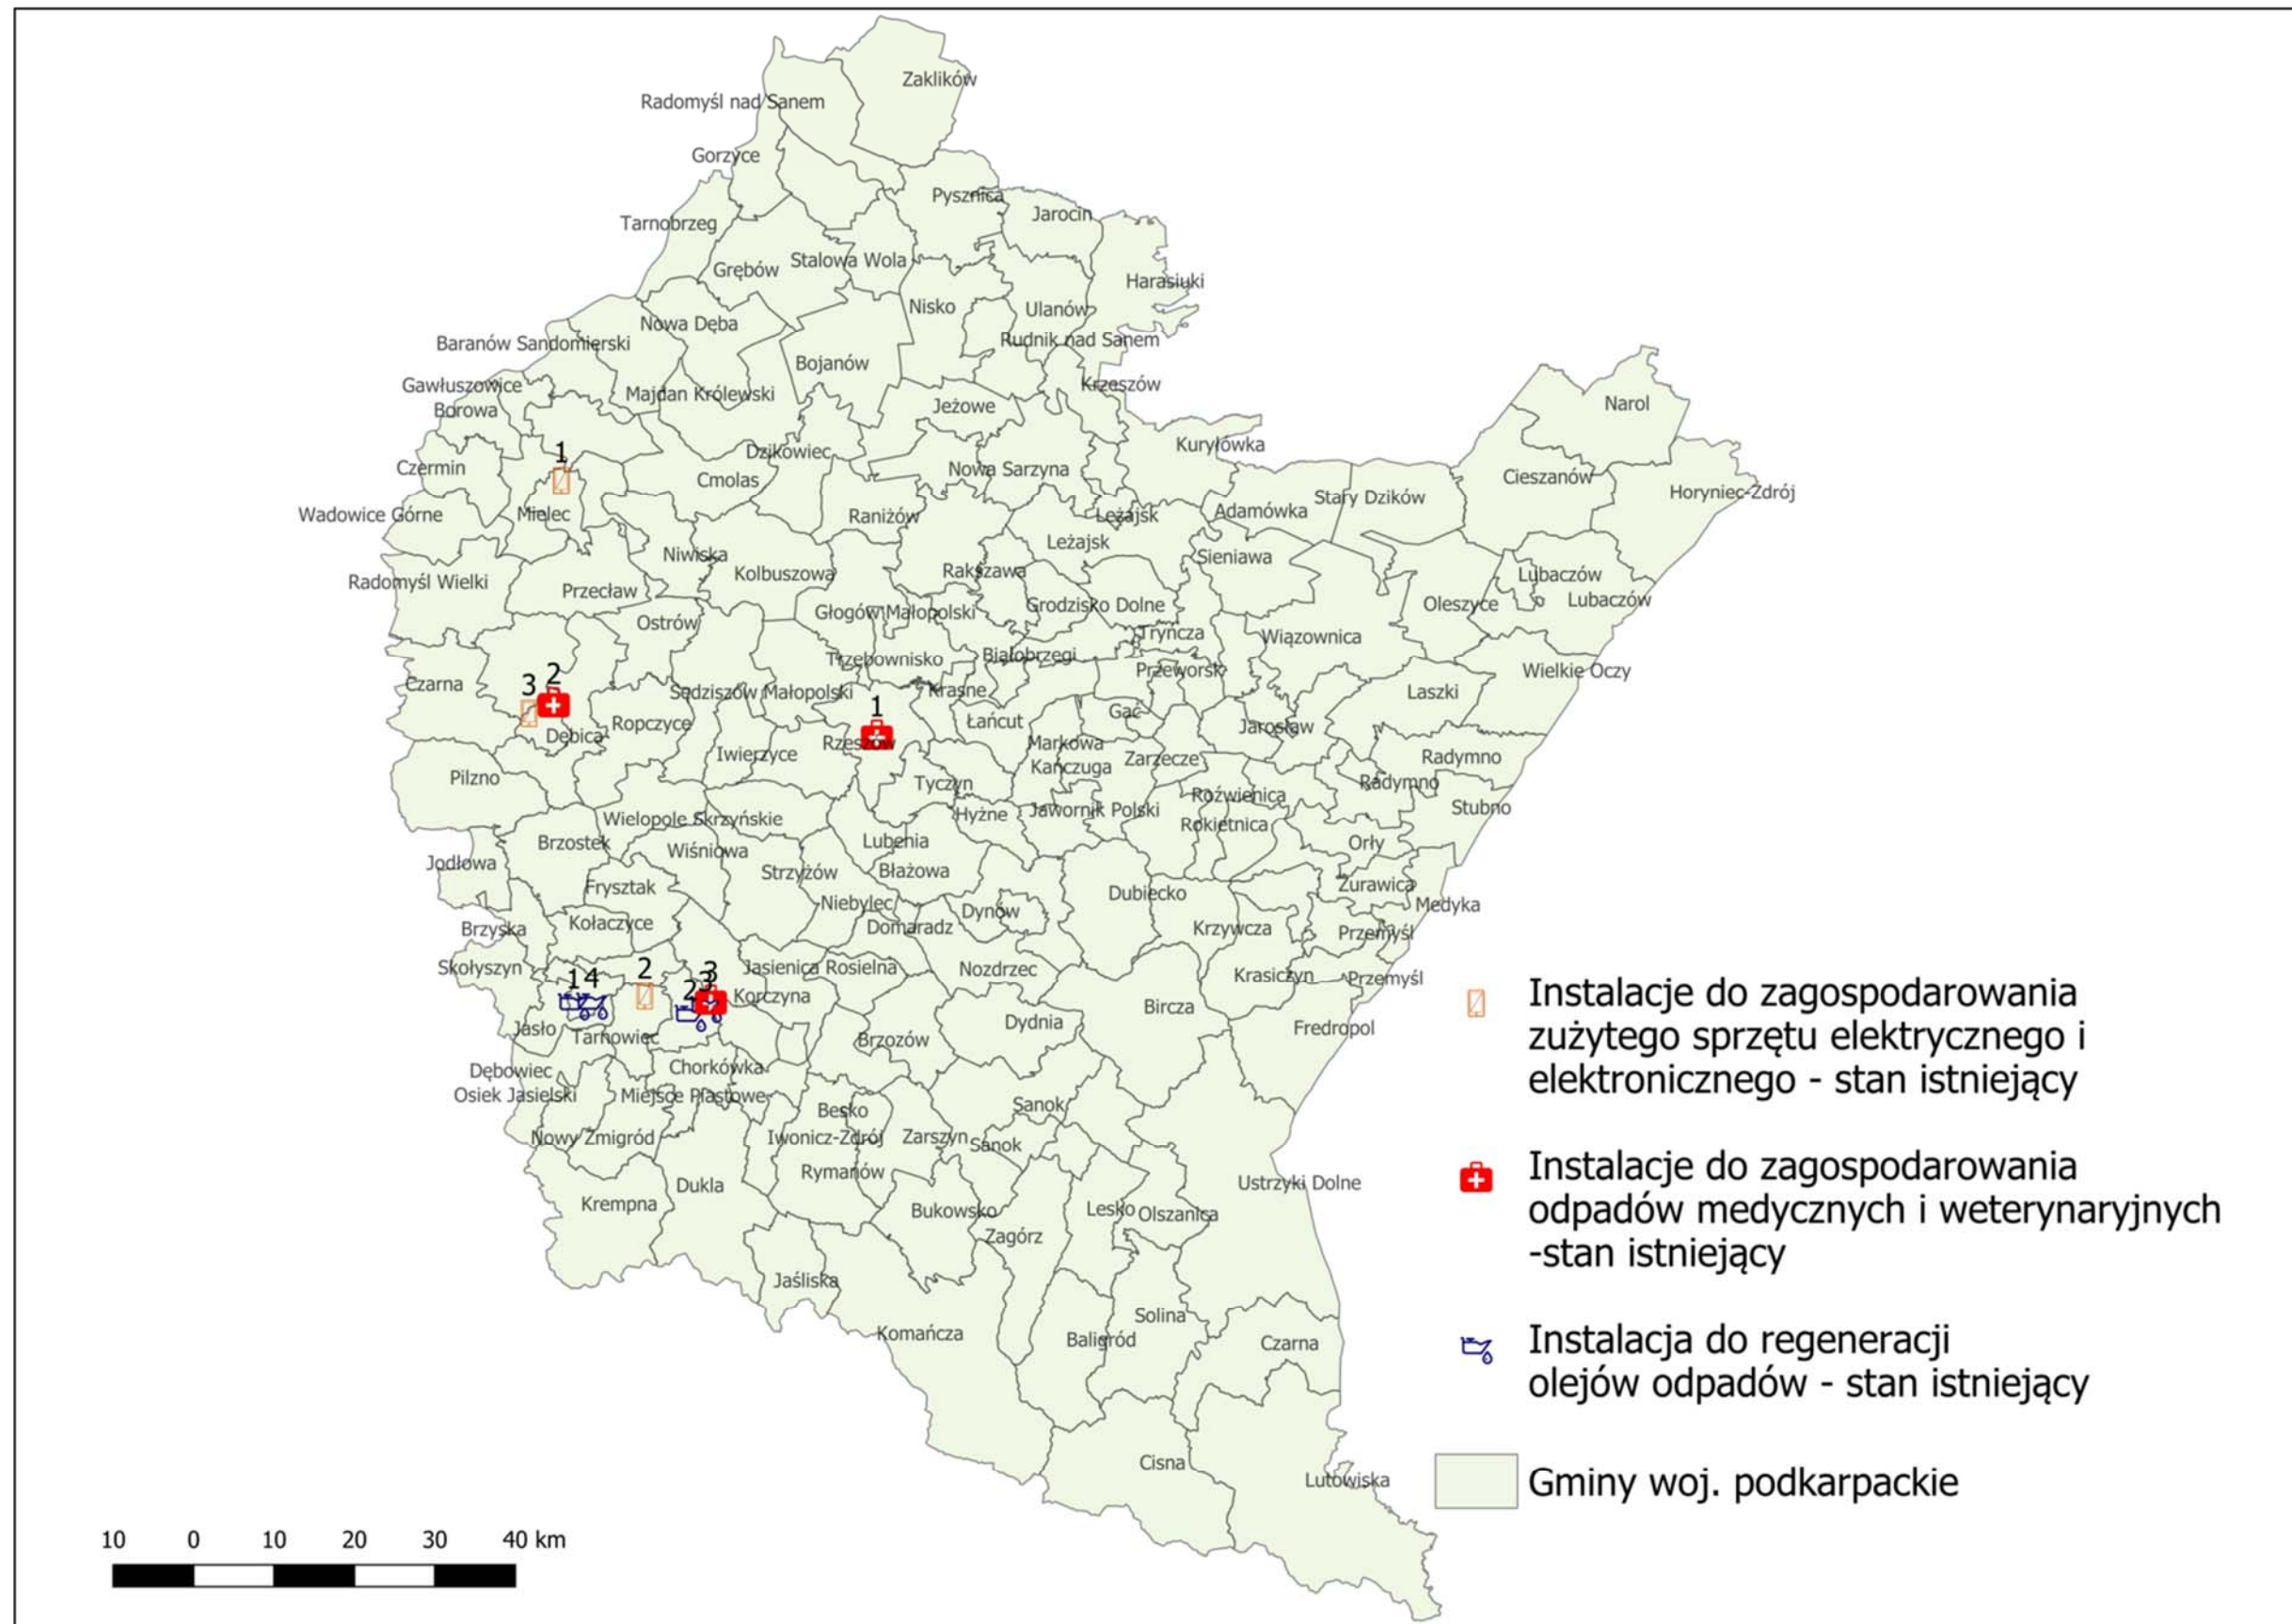 Zaklików
Radomyśl nad Sanem
Gorzyce
Pysznica
Jarocin
Tarnobrzeg
Stalowa Wola
Grębów
Harasiuki
Nisko
Ulanów
Nowa Dęba
Rudnik nad Sanem
Baranów Sandomierski
Bojanów
Gawłuszowice
Krzeszów
Majdan Królewski
Narol
Borowa
Jeżowe
Kuryłówka
1
Dzikowiec
Czermin
Nowa Sarzyna
Cmolas
Cieszanów
Stary Dzików
Horyniec-Zdrój
Wadowice Górne
Mielec
Raniżów
Leżajsk
Adamówka
Leżajsk
Niwiska
Sieniawa
Kolbuszowa
Rakszawa
Lubaczów
Radomyśl Wielki
Przecław
Lubaczów
Głogów Małopolski
Grodzisko Dolne
Oleszyce
Ostrów
Tryńcza
Wiązownica
Trzebownisko
Białobrzegi
Przeworsk
Wielkie Oczy
3 2
Czarna
Sędziszów Małopolski
Krasne
Laszki
1
Ropczyce
Łańcut
Gać
Jarosław
Dębica
Rzeszów
Markowa
Iwierzyce
Kańczuga
Zarzecze
Radymno
Pilzno
Tyczyn
Radymno
Roźwienica
Stubno
Wielopole Skrzyńskie
Hyżne
Jawornik Polski
Rokietnica
Brzostek
Lubenia
Orły
Wiśniowa
Jodłowa
Strzyżów
Błażowa
Frysztak
Dubiecko
Żurawica
Niebylec
Dynów
Medyka
Kołaczyce
Domaradz
Brzyska
Krzywcza
Przemyśl
Skołyszyn
Jasienica Rosielna
Nozdrzec
Krasiczyn
Przemyśl
14
2
23
3
Korczyna
Bircza
Jasło
Tarnowiec
Dydnia
Fredropol
Brzozów
Dębowiec
Chorkówka
Osiek Jasielski
Miejsce Piastowe
Besko
Sanok
Nowy Żmigród
Iwonicz-Zdrój
Zarszyn
Sanok
Rymanów
Dukla
Ustrzyki Dolne
Krempna
Bukowsko
Lesko
Olszanica
Zagórz
Jaśliska
Solina
Komańcza
Baligród
Czarna
Cisna
Lutowiska
Instalacje do zagospodarowania
zużytego sprzętu elektrycznego i
elektronicznego - stan istniejący
Instalacje do zagospodarowania
odpadów medycznych i weterynaryjnych
-stan istniejący
Instalacja do regeneracji
olejów odpadów - stan istniejący
Gminy woj. podkarpackie
10 0 10 20 30 40 km